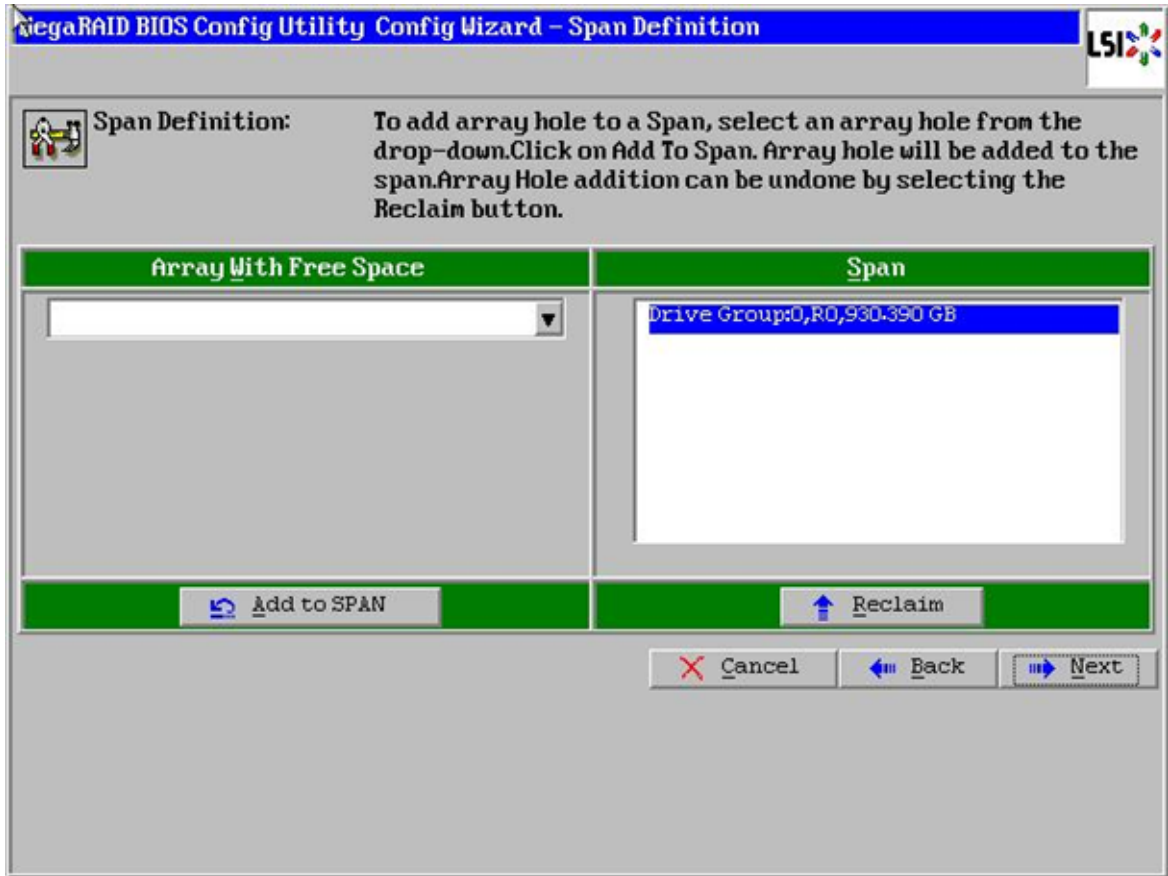 MegaRAID BIOS Config Utility Config Wizard – Span Definition
LSI
Span Definition:
To add array hole to a Span, select an array hole from the
drop–down.Click on Add To Span. Array hole will be added to the
span.Array Hole addition can be undone by selecting the
Reclaim button.
Array With Free Space
Span
Drive Group:0,R0,930.390 GB
Add to SPAN
Reclaim
Cancel
Back
Next